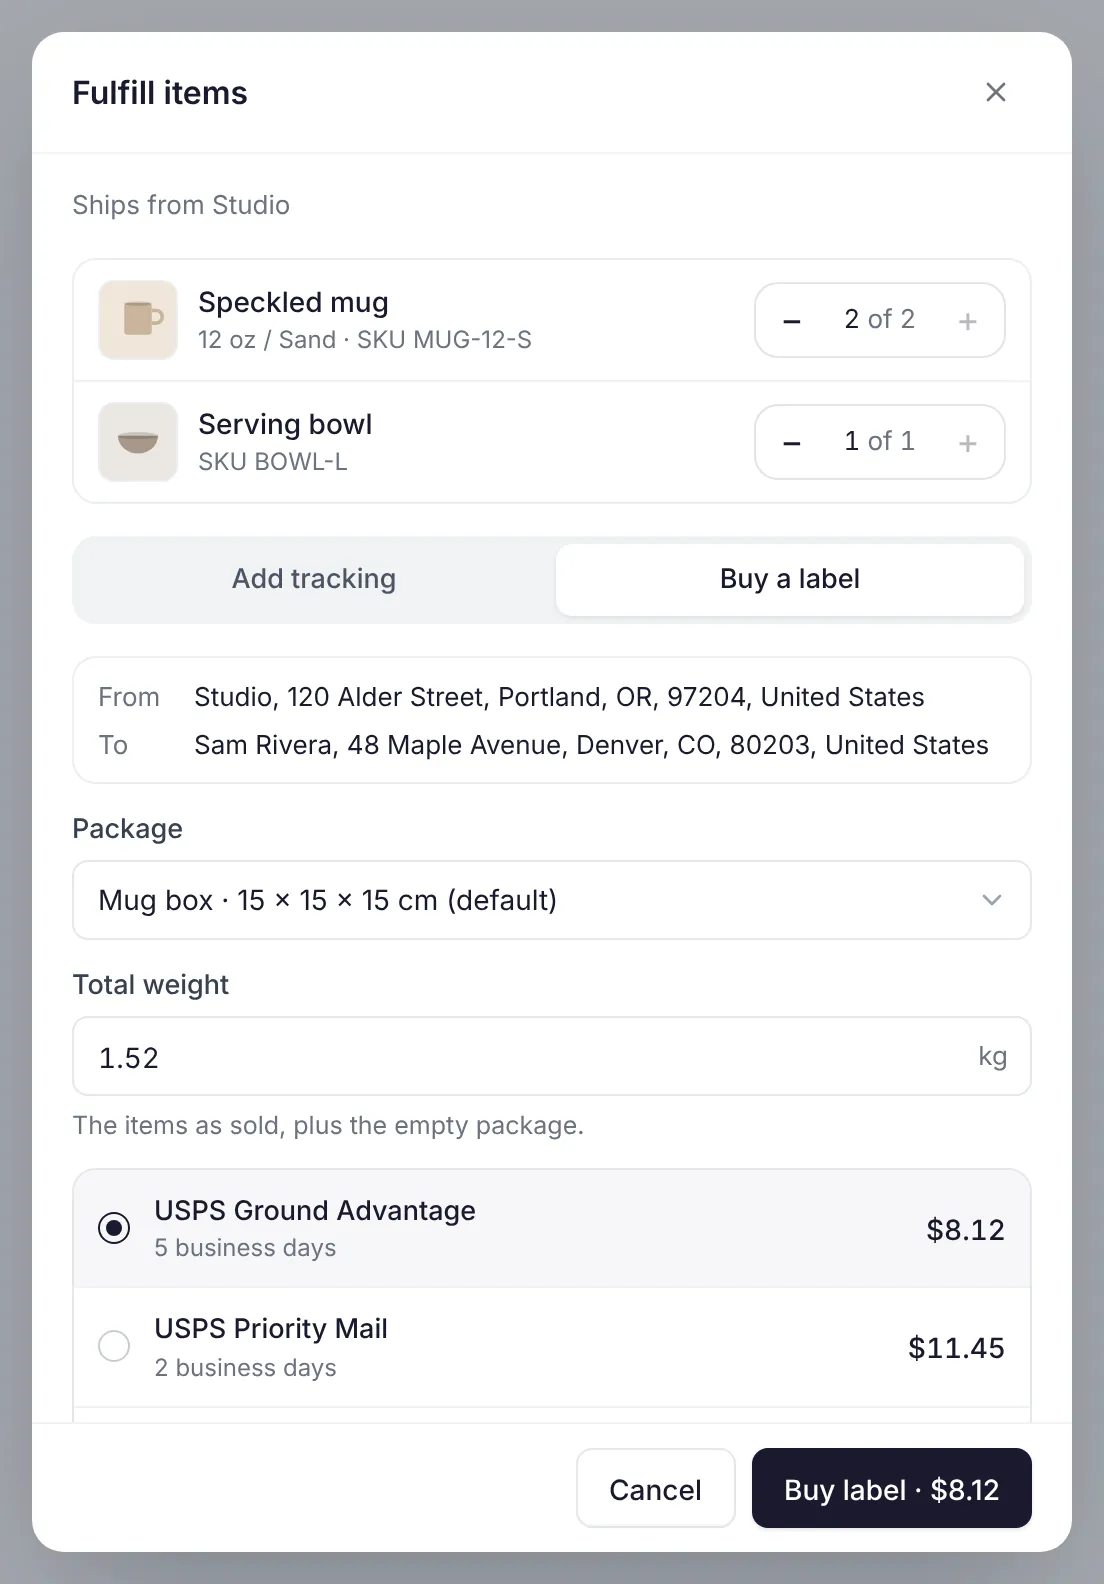 Fulfill items
Ships from Studio
Speckled mug
12 oz / Sand · SKU MUG-12-S
2 of 2
Serving bowl
SKU BOWL-L
1 of 1
Add tracking
Buy a label
From Studio, 120 Alder Street, Portland, OR, 97204, United States
To Sam Rivera, 48 Maple Avenue, Denver, CO, 80203, United States
Package
Mug box · 15 × 15 × 15 cm (default)
Total weight
1.52 kg
The items as sold, plus the empty package.
USPS Ground Advantage
5 business days
$8.12
USPS Priority Mail
2 business days
$11.45
Cancel
Buy label · $8.12